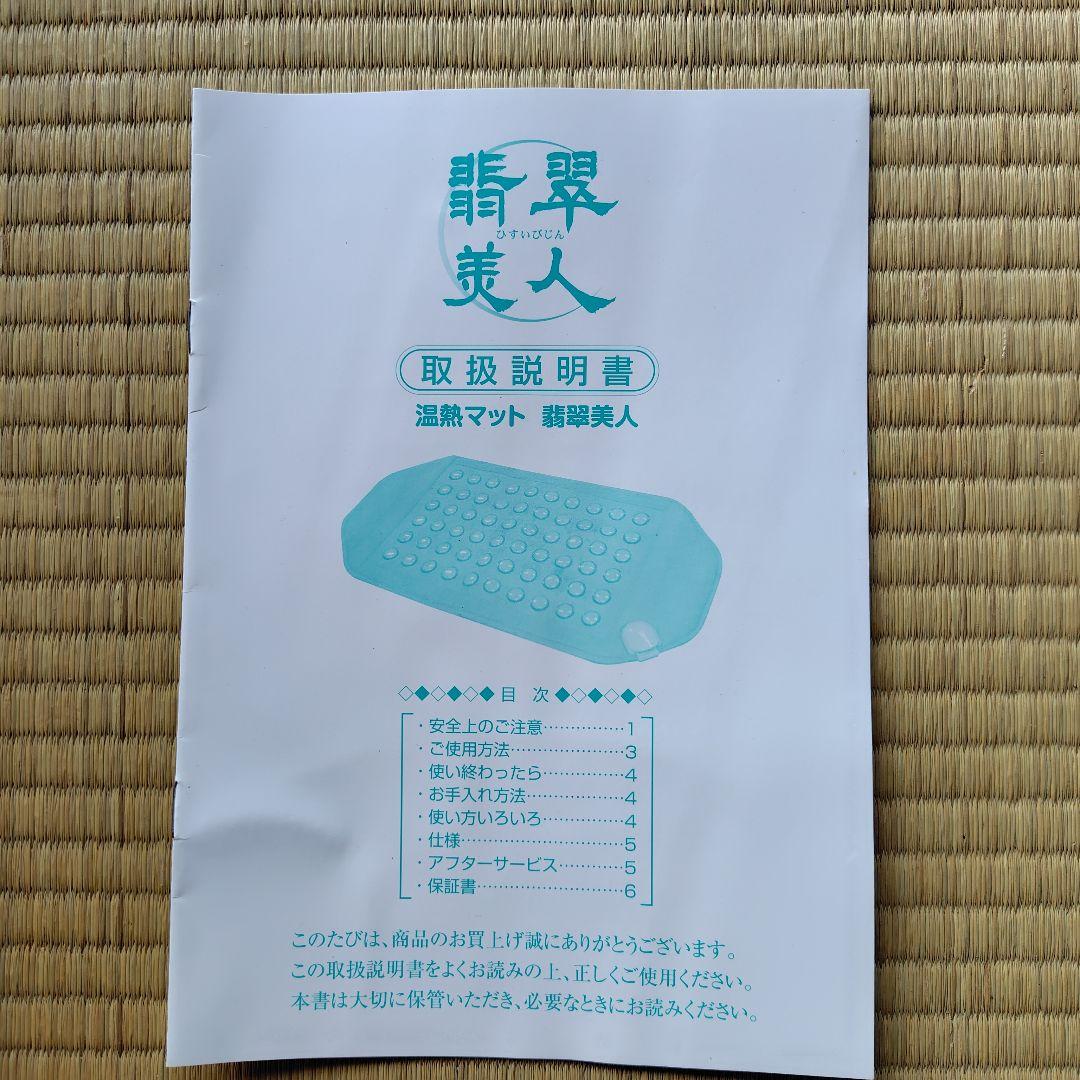 翡翠
ひすいびじん
美人
取扱説明書
温熱マット 翡翠美人
◇◆◇◆◇◆ 目 次 ◆◇◆◇◆◇
・安全上のご注意……………1
・ご使用方法…………………3
・使い終わったら……………4
・お手入れ方法………………4
・使い方いろいろ……………4
・仕様…………………………5
・アフターサービス…………5
・保証書………………………6
このたびは、商品のお買上げ誠にありがとうございます。
この取扱説明書をよくお読みの上、正しくご使用ください。
本書は大切に保管いただき、必要なときにお読みください。